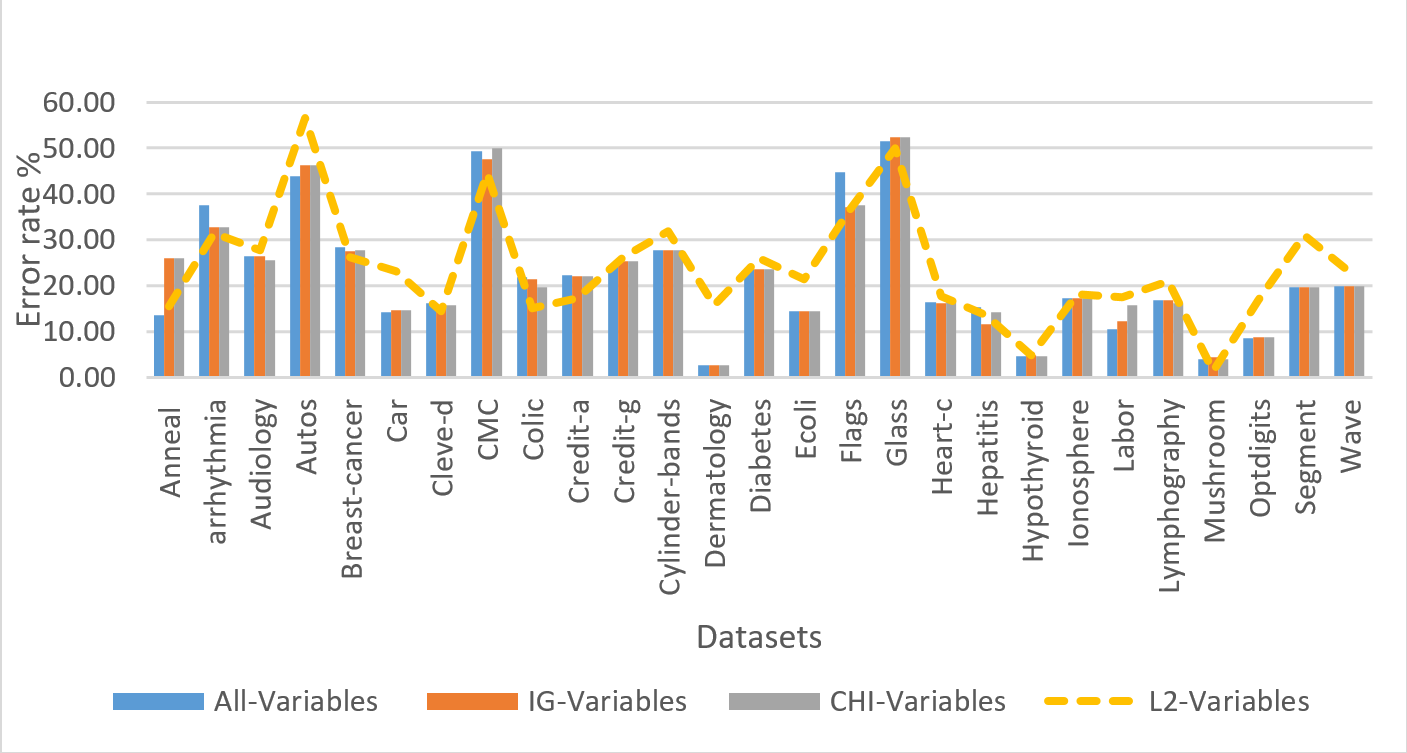 60.00
50.00
40.00
30.00
20.00
10.00
0.00
Error rate %
Anneal
arrhythmia
Audiology
Autos
Breast-cancer
Car
Cleve-d
CMC
Colic
Credit-a
Credit-g
Cylinder-bands
Dermatology
Diabetes
Ecoli
Flags
Glass
Heart-c
Hepatitis
Hypothyroid
Ionosphere
Labor
Lymphography
Mushroom
Optdigits
Segment
Wave
Datasets
All-Variables IG-Variables CHI-Variables L2-Variables